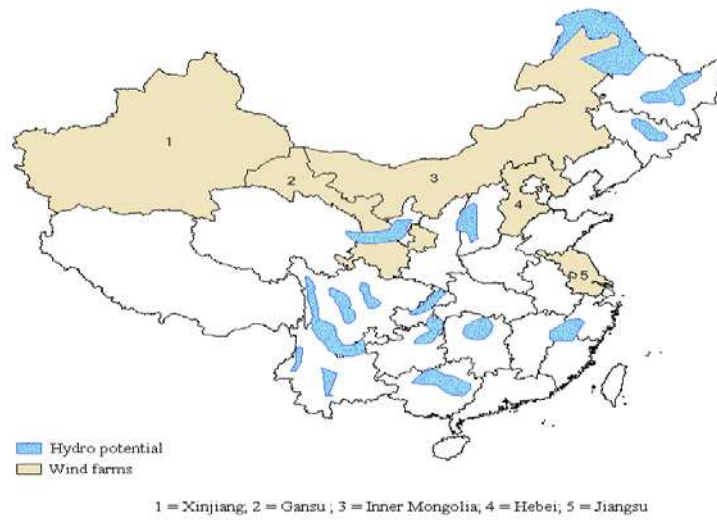 1
2
3
4
5
Hydro potential
Wind farms
1 = Xinjiang; 2 = Gansu ; 3 = Inner Mongolia; 4 = Hebei; 5 = Jiangsu